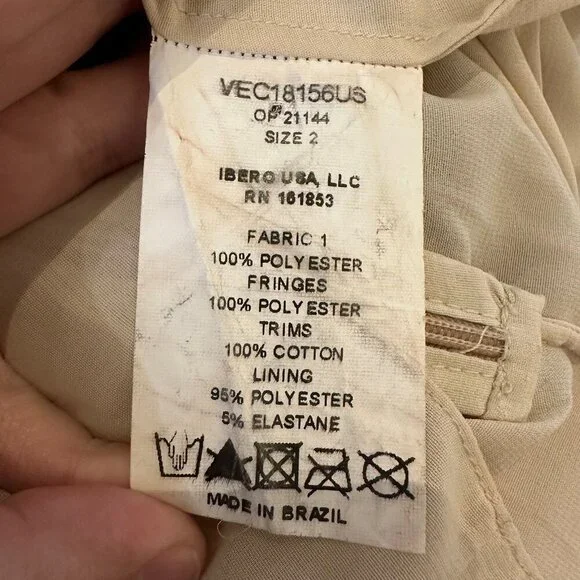 VEC18156US
OP 21144
SIZE 2
IBERO USA, LLC
RN 161853
FABRIC 1
100% POLYESTER
FRINGES
100% POLYESTER
TRIMS
100% COTTON
LINING
95% POLYESTER
5% ELASTANE
MADE IN BRAZIL